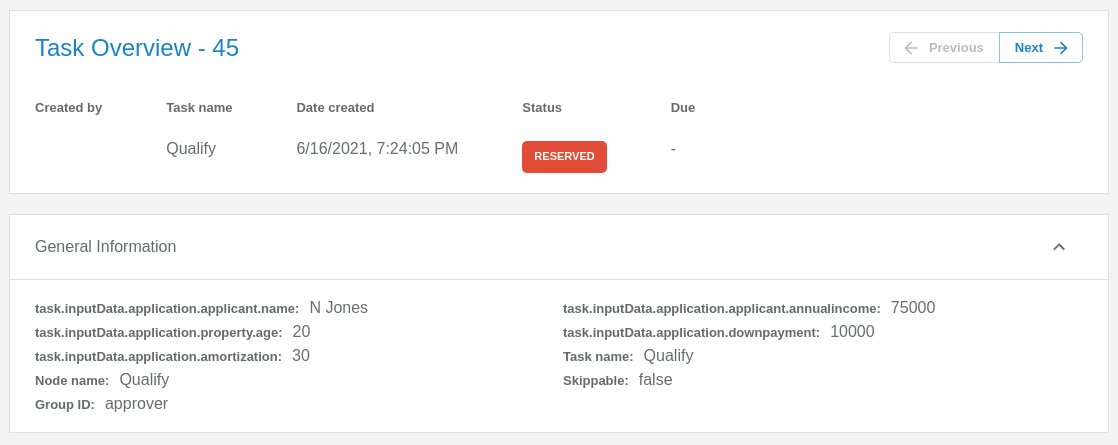 Task Overview - 45
Previous
Next
Created by Task name Date created Status Due
Qualify 6/16/2021, 7:24:05 PM RESERVED -
General Information
task.inputData.application.applicant.name: N Jones
task.inputData.application.applicant.annualincome: 75000
task.inputData.application.property.age: 20
task.inputData.application.downpayment: 10000
task.inputData.application.amortization: 30
Task name: Qualify
Node name: Qualify
Skippable: false
Group ID: approver